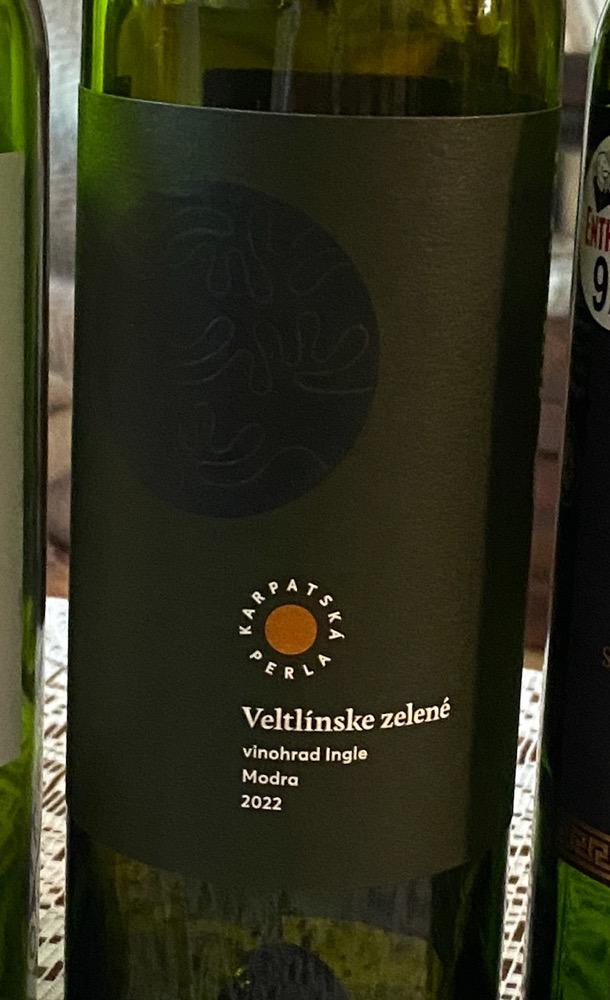 KARPATSKÁ
PERLA
Veltlínske zelené
vinohrad Ingle
Modra
2022